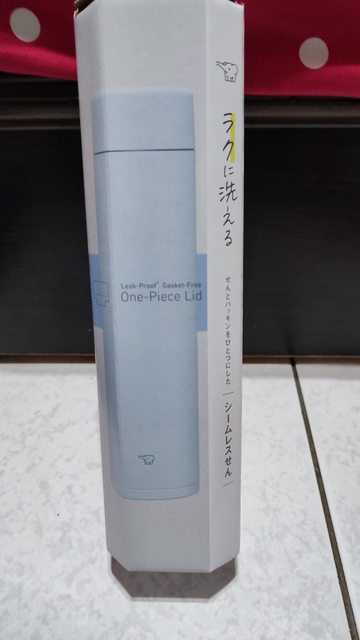 Leak-Proof*, Gasket-Free
One-Piece Lid
ラクに洗える
せんとパッキンをひとつにした
シームレスせん